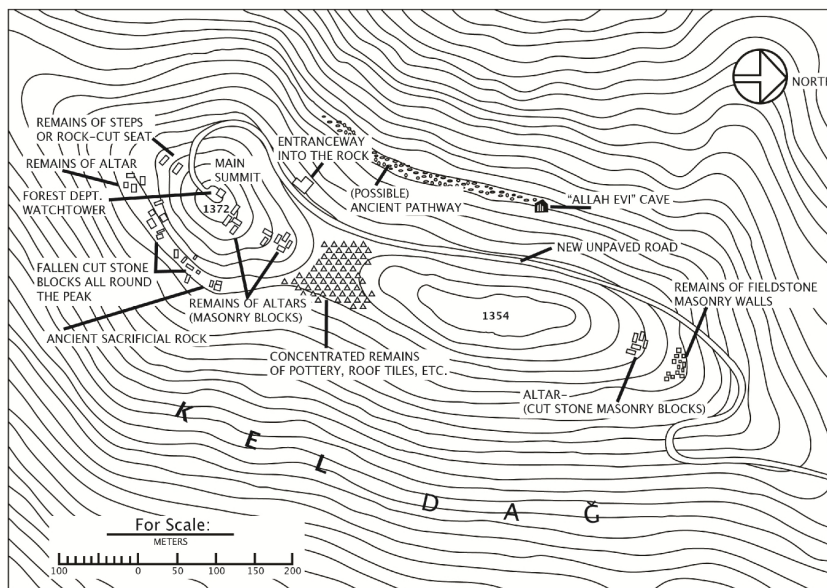 NORTH
REMAINS OF STEPS
OR ROCK-CUT SEAT
REMAINS OF ALTAR
MAIN
SUMMIT
ENTRANCEWAY
INTO THE ROCK
FOREST DEPT.
WATCHTOWER
1372
(POSSIBLE)
ANCIENT PATHWAY
"ALLAH EVI" CAVE
NEW UNPAVED ROAD
FALLEN CUT STONE
BLOCKS ALL ROUND
THE PEAK
REMAINS OF ALTARS
(MASONRY BLOCKS)
REMAINS OF FIELDSTONE
MASONRY WALLS
1354
ANCIENT SACRIFICIAL ROCK
CONCENTRATED REMAINS
OF POTTERY, ROOF TILES, ETC.
ALTAR-
(CUT STONE MASONRY BLOCKS)
KEL DAĞ
For Scale:
METERS
100 0 50 100 150 200